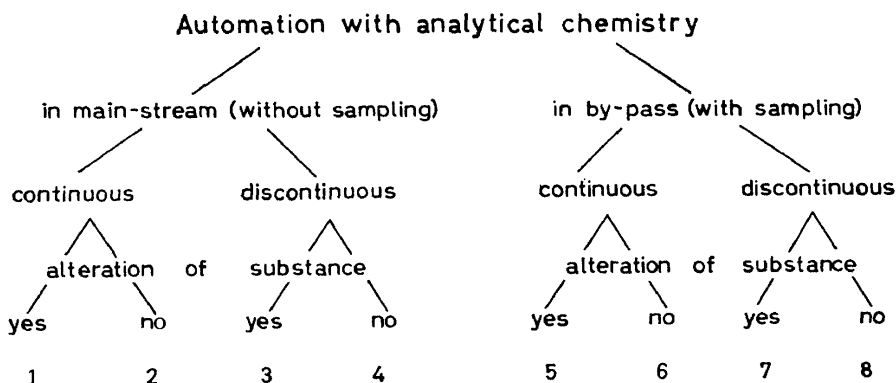 Automation with analytical chemistry
in main-stream (without sampling) in by-pass (with sampling)
continuous discontinuous continuous discontinuous
alteration of substance alteration of substance
yes no yes no yes no yes no
1 2 3 4 5 6 7 8